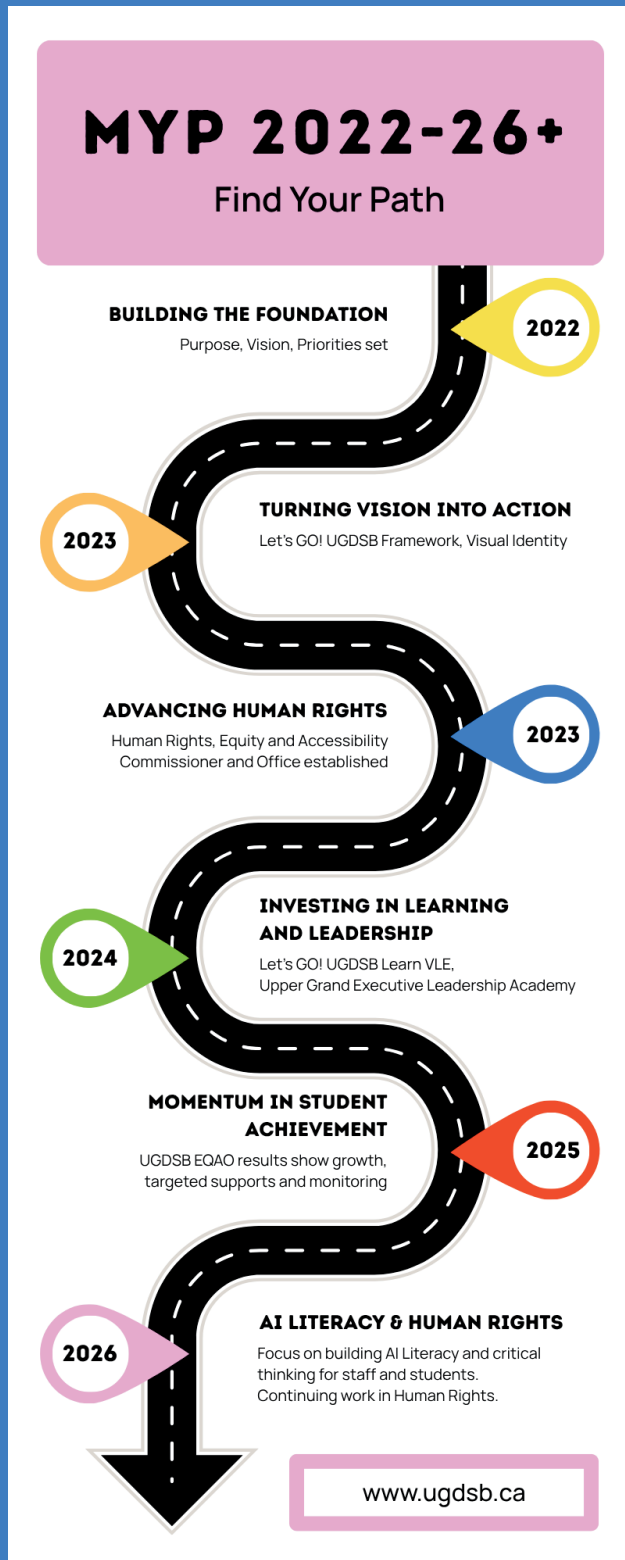 MYP 2022-26+
Find Your Path
BUILDING THE FOUNDATION
Purpose, Vision, Priorities set
2022
2023
TURNING VISION INTO ACTION
Let's GO! UGDSB Framework, Visual Identity
ADVANCING HUMAN RIGHTS
Human Rights, Equity and Accessibility
Commissioner and Office established
2023
2024
INVESTING IN LEARNING
AND LEADERSHIP
Let's GO! UGDSB Learn VLE,
Upper Grand Executive Leadership Academy
MOMENTUM IN STUDENT
ACHIEVEMENT
UGDSB EQAO results show growth,
targeted supports and monitoring
2025
2026
AI LITERACY & HUMAN RIGHTS
Focus on building AI Literacy and critical
thinking for staff and students.
Continuing work in Human Rights.
www.ugdsb.ca